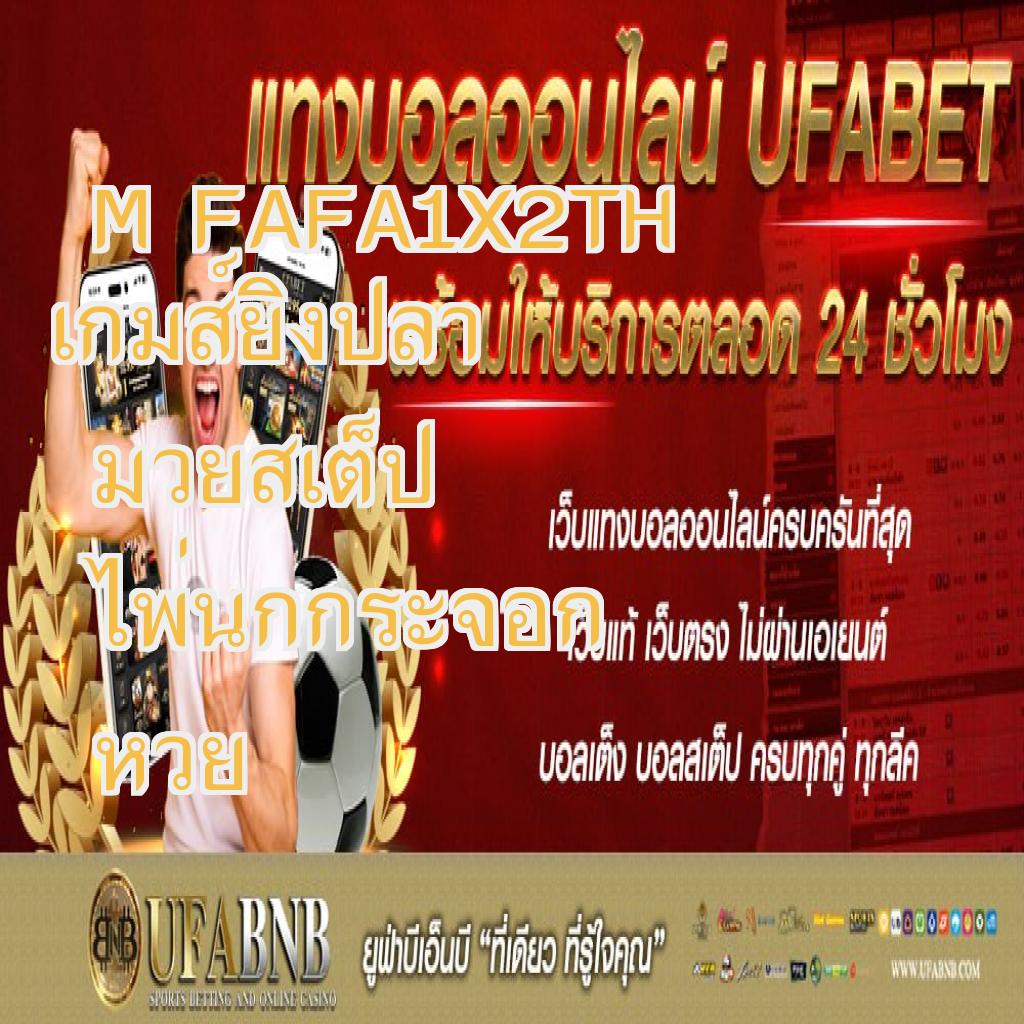 แทงบอลออนไลน์ UFABET
M FAFA1X2TH
พร้อมให้บริการตลอด 24 ชั่วโมง
เกมส์ยิงปลา
มวยสเต็ป
เว็บแทงบอลออนไลน์ครบครันที่สุด
ไพ่นกกระจอก
เว็บแท้ เว็บตรง ไม่ผ่านเอเยนต์
หวย
บอลเต็ง บอลสเต็ป ครบทุกคู่ ทุกลีค
UFABNB
SPORTS BETTING AND ONLINE CASINO
ยูฟ่าบีเอ็นบี “ที่เดียว ที่รู้ใจคุณ”
WWW.UFABNB.COM